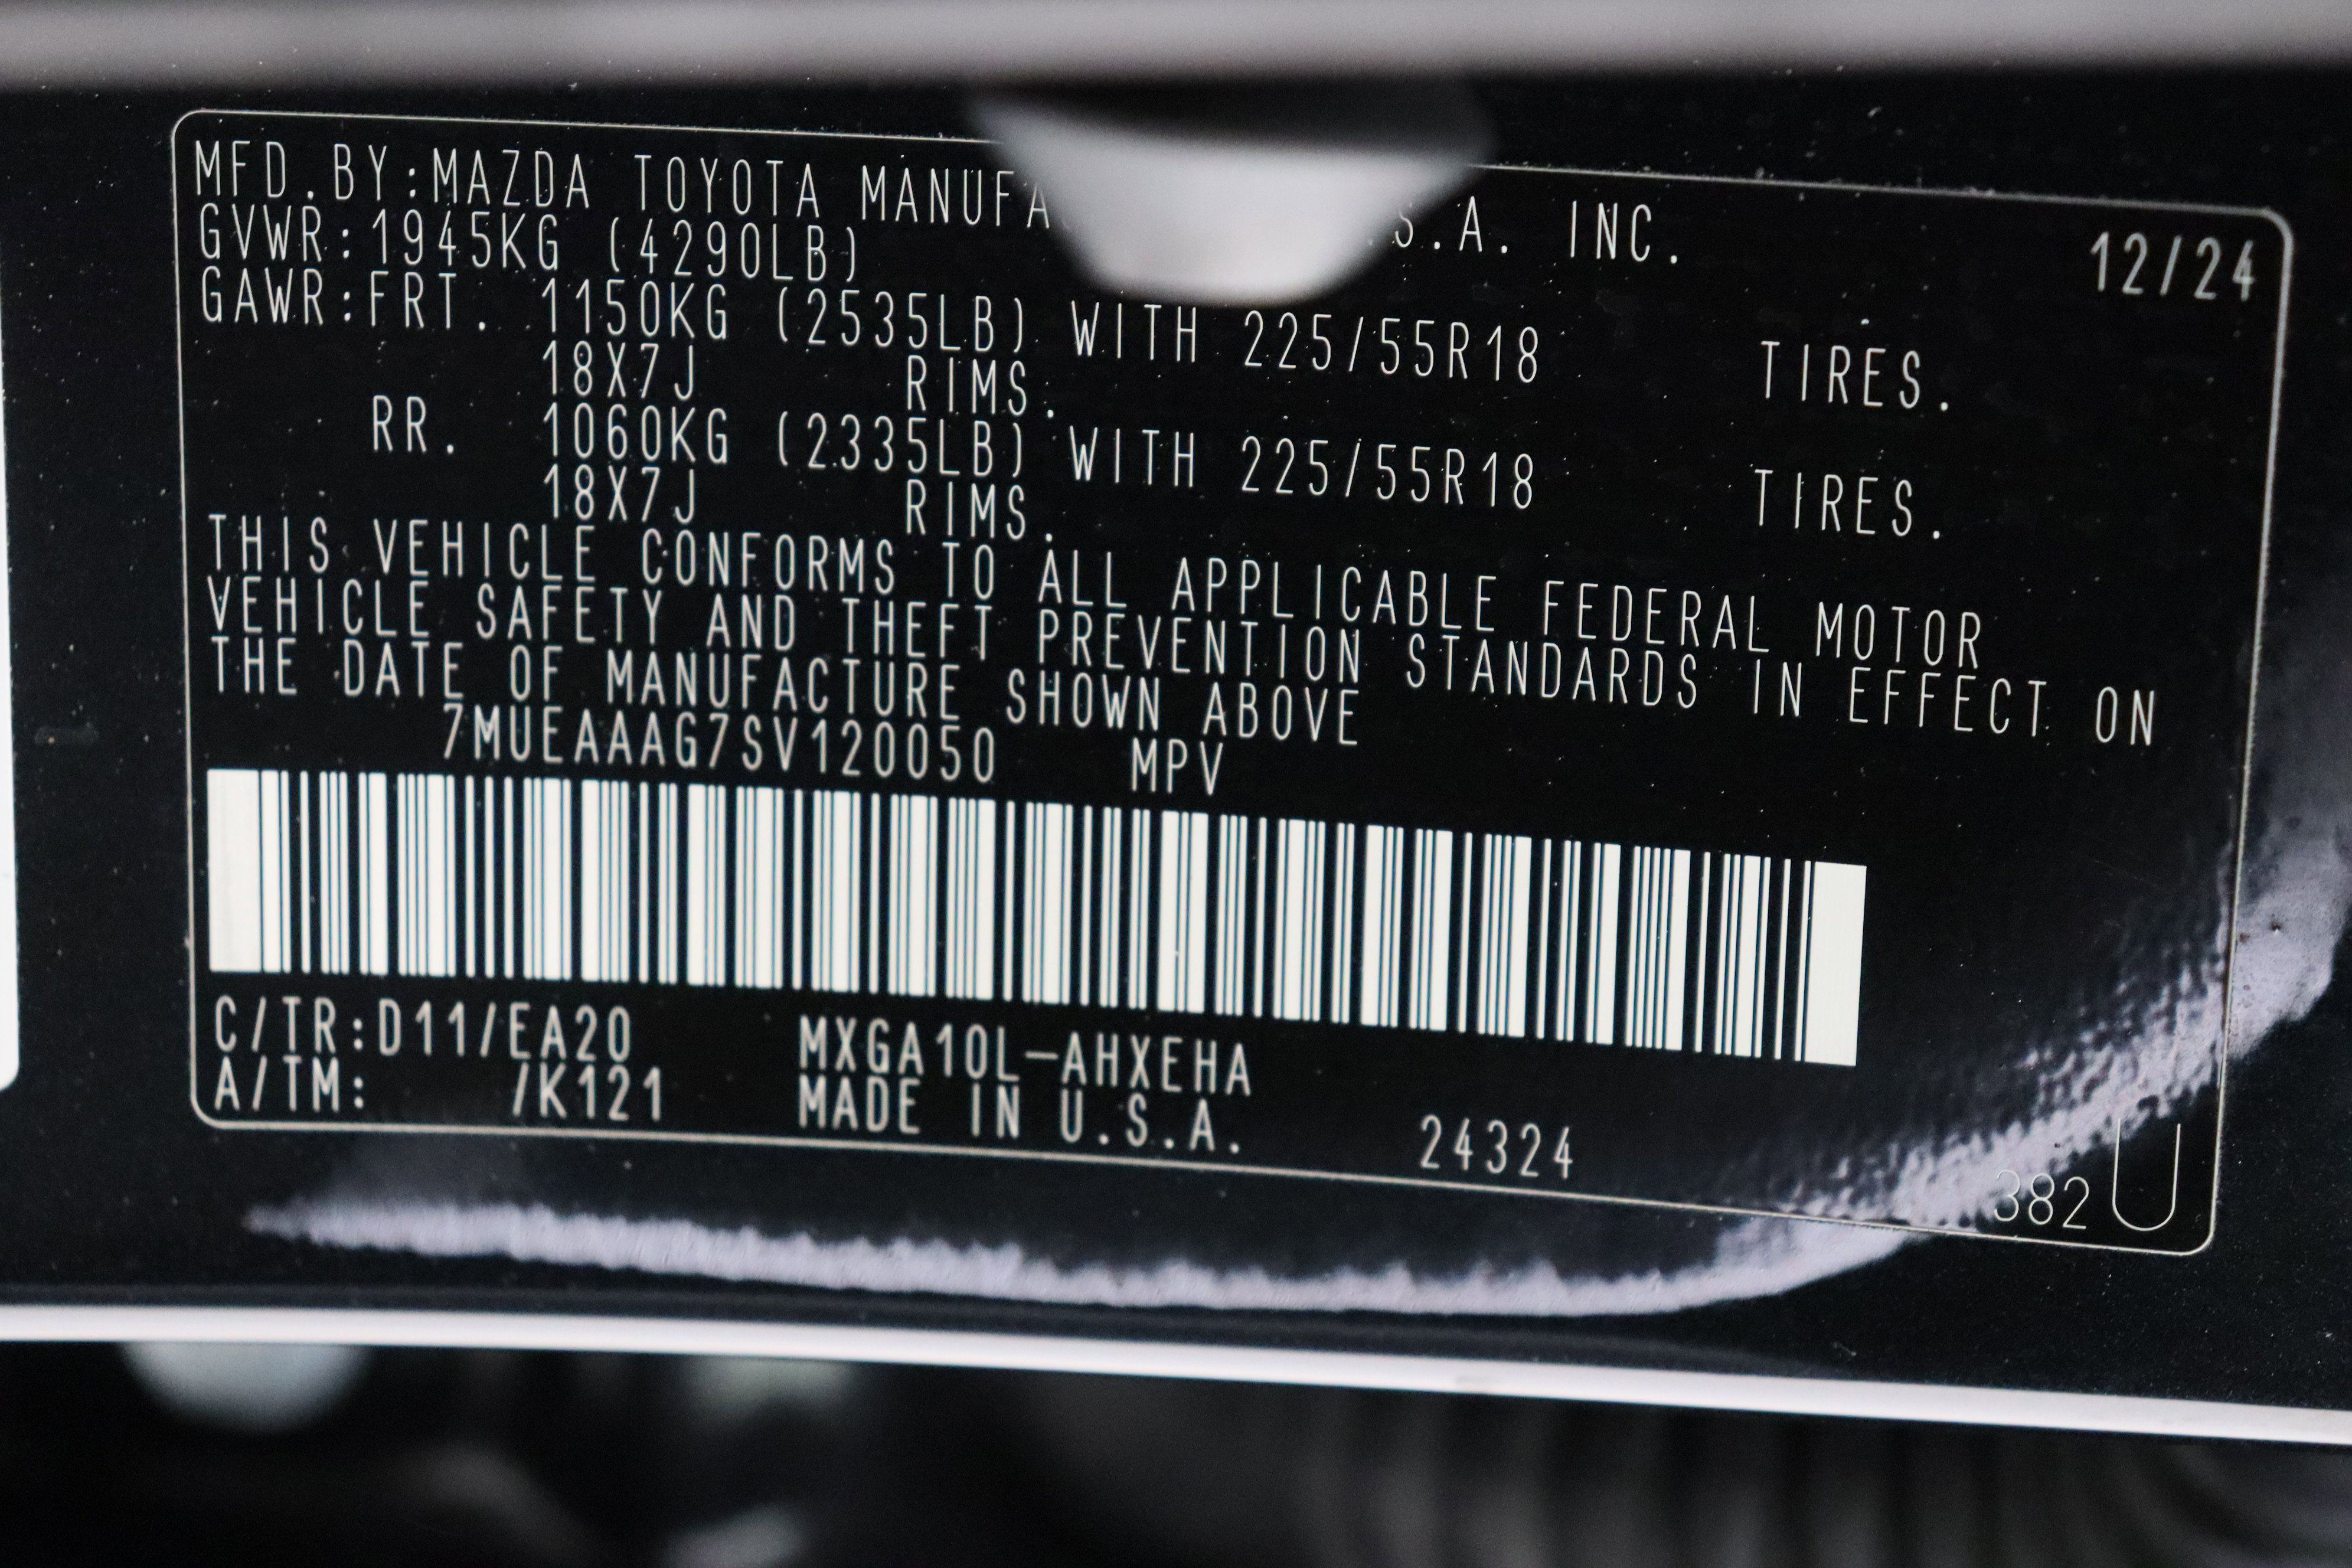 MFD.BY:MAZDA TOYOTA MANUFA S.A. INC.
12/24
GVWR:1945KG (4290LB)
GAWR:FRT. 1150KG (2535LB) WITH 225/55R18 TIRES.
18X7J RIMS.
RR. 1060KG (2335LB) WITH 225/55R18 TIRES.
18X7J RIMS.
THIS VEHICLE CONFORMS TO ALL APPLICABLE FEDERAL MOTOR
VEHICLE SAFETY AND THEFT PREVENTION STANDARDS IN EFFECT ON
THE DATE OF MANUFACTURE SHOWN ABOVE
7MUEAAAG7SV120050 MPV
C/TR:D11/EA20 MXGA10L-AHXEHA
A/TM: /K121 MADE IN U.S.A. 24324
382 U